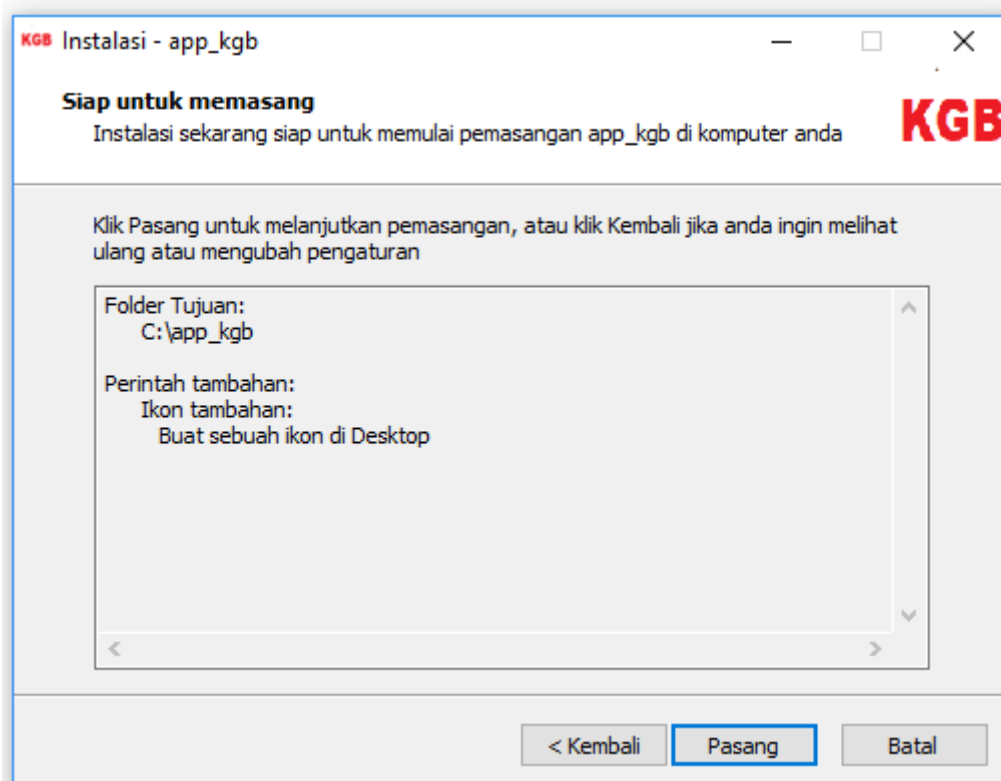 KGB Instalasi - app_kgb
Siap untuk memasang
Instalasi sekarang siap untuk memulai pemasangan app_kgb di komputer anda
KGB
Klik Pasang untuk melanjutkan pemasangan, atau klik Kembali jika anda ingin melihat
ulang atau mengubah pengaturan
Folder Tujuan:
C:\app_kgb
Perintah tambahan:
Ikon tambahan:
Buat sebuah ikon di Desktop
< Kembali
Pasang
Batal